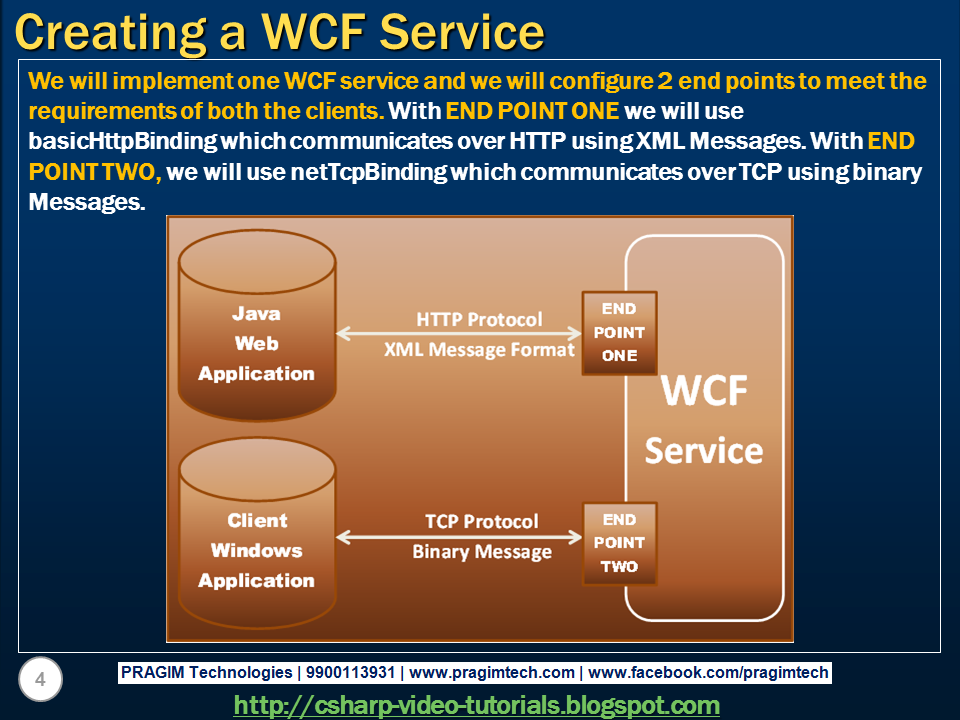 Creating a WCF Service
We will implement one WCF service and we will configure 2 end points to meet the
requirements of both the clients. With END POINT ONE we will use
basicHttpBinding which communicates over HTTP using XML Messages. With END
POINT TWO, we will use netTcpBinding which communicates over TCP using binary
Messages.
Java
Web
Application
HTTP Protocol
XML Message Format
END
POINT
ONE
WCF
Service
Client
Windows
Application
TCP Protocol
Binary Message
END
POINT
TWO
4
PRAGIM Technologies | 9900113931 | www.pragimtech.com | www.facebook.com/pragimtech
http://csharp-video-tutorials.blogspot.com